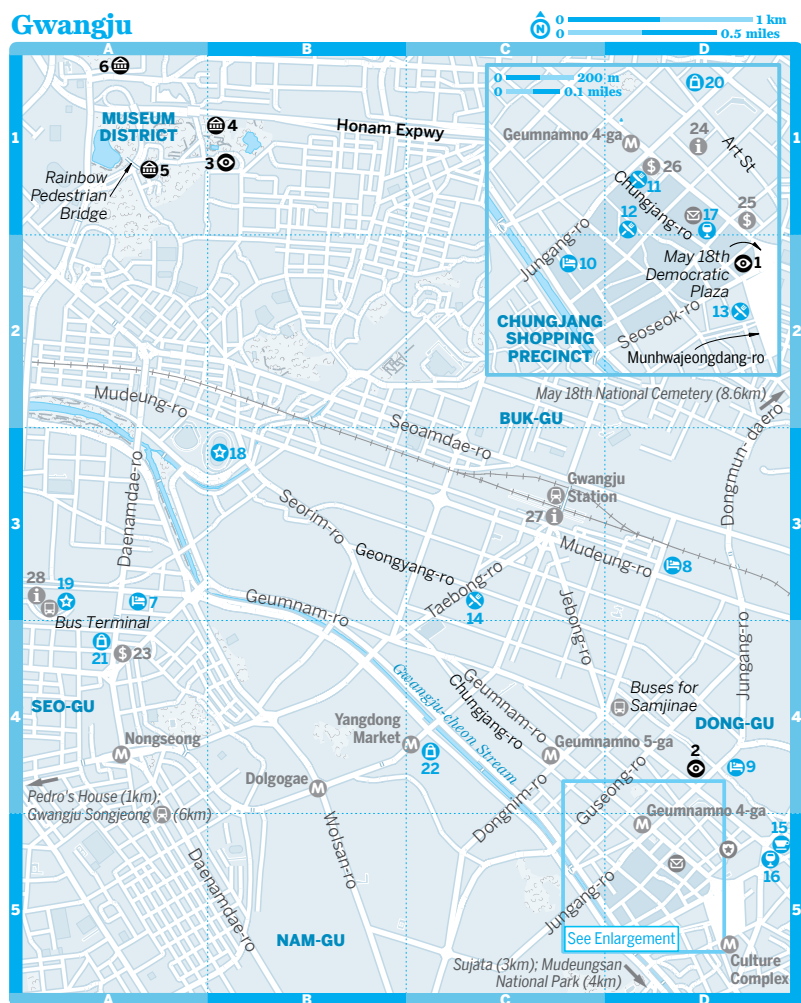 Gwangju
N
0 1 km
0 0.5 miles
A
B
C
D
1
2
3
4
5
6
MUSEUM
DISTRICT
4
3
5
Rainbow
Pedestrian
Bridge
Honam Expwy
0 200 m
0 0.1 miles
20
Geumnamno 4-ga
M
24
i
Art St
$ 26
11
Chungjang-ro
12
17
25
$
Jungang-ro
10
May 18th
Democratic
Plaza
1
13
Seoseok-ro
CHUNGJANG
SHOPPING
PRECINCT
Munhwajeongdang-ro
May 18th National Cemetery (8.6km)
Mudeung-ro
BUK-GU
Seoamdae-ro
Dongmun-daero
18
Daenamdae-ro
Seorim-ro
Gwangju
Station
27 i
Mudeung-ro
8
Geongyang-ro
Taebong-ro
14
Jebong-ro
28
i
19
7
Geumnam-ro
Bus Terminal
21
$ 23
Jungang-ro
SEO-GU
Gwangju-cheon Stream
Geumnam-ro
Chungjang-ro
Buses for
Samjinae
DONG-GU
Nongseong
M
Yangdong
Market
M
22
Geumnamno 5-ga
M
2
9
Dolgogae
M
Pedro's House (1km);
Gwangju Songjeong (6km)
Dongnim-ro
Guseong-ro
Geumnamno 4-ga
M
15
16
Wolsan-ro
Daenamdae-ro
NAM-GU
Jungang-ro
See Enlargement
M
Culture
Complex
Sujata (3km); Mudeungsan
National Park (4km)
A
B
C
D
1
2
3
4
5